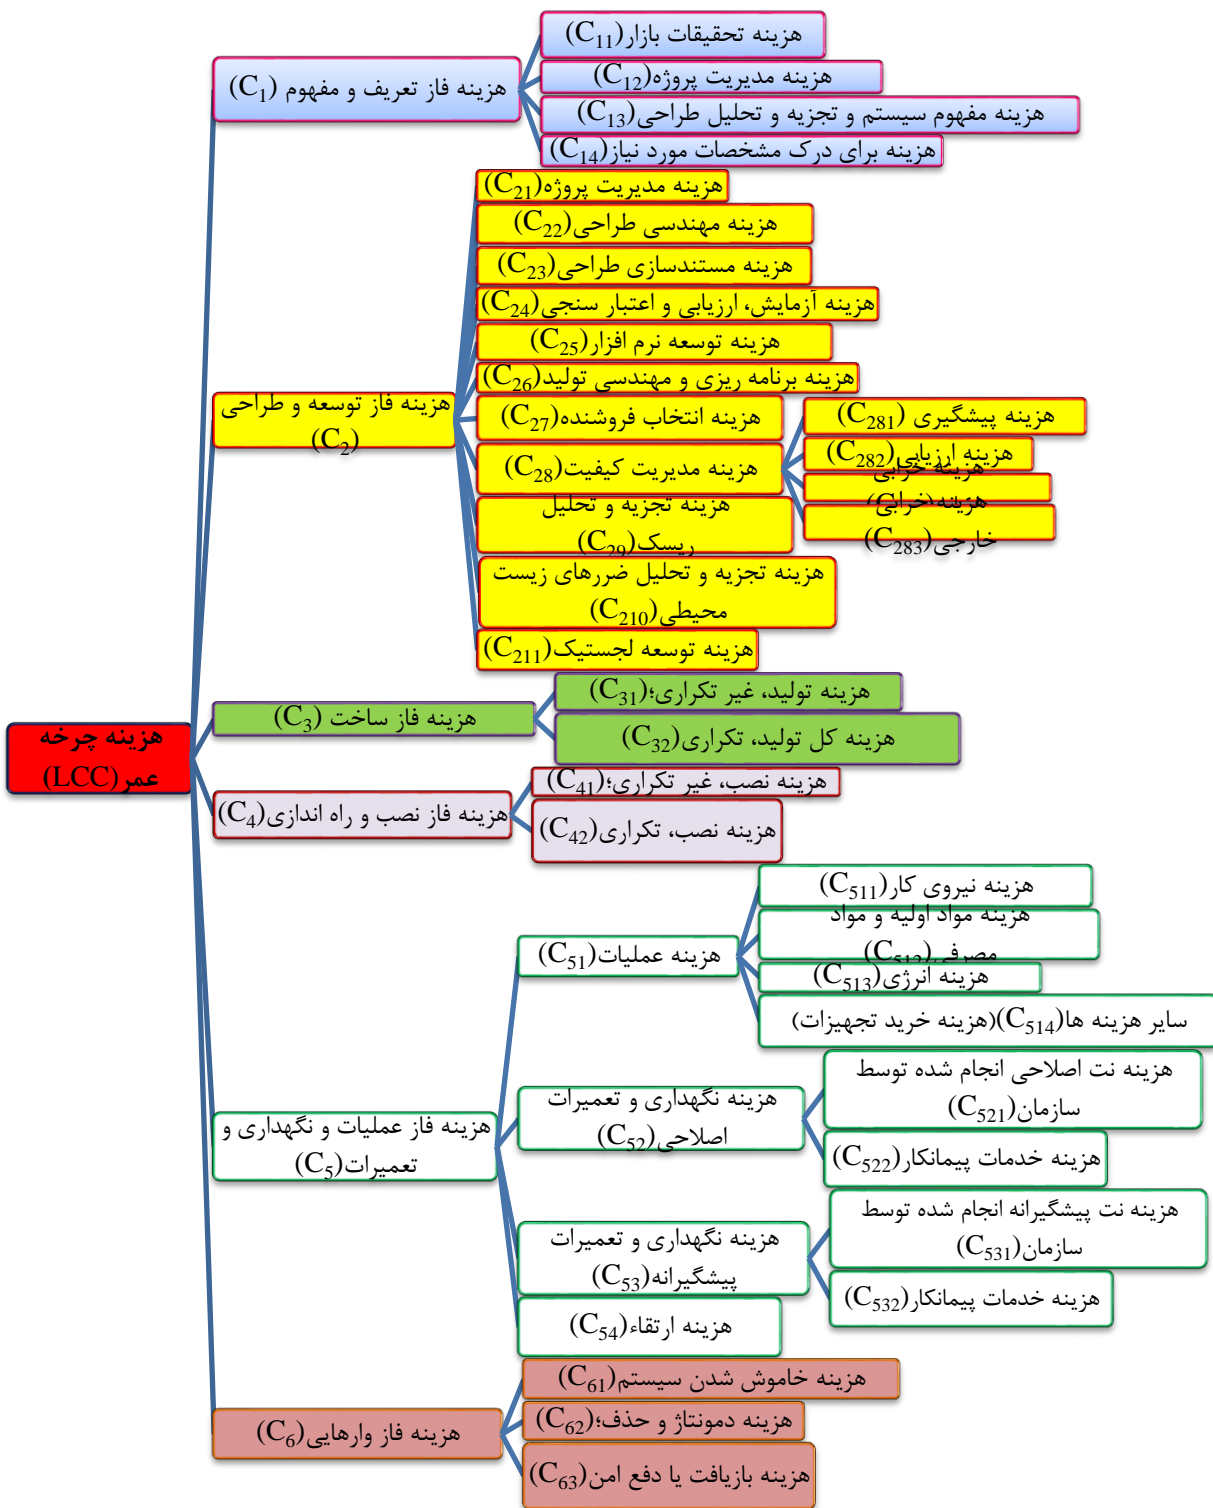 هزینه چرخه
عمر(LCC)
هزینه فاز تعریف و مفهوم (C1)
هزینه تحقیقات بازار(C11)
هزینه مدیریت پروژه(C12)
هزینه مفهوم سیستم و تجزیه و تحلیل طراحی(C13)
هزینه برای درک مشخصات مورد نیاز(C14)
هزینه فاز توسعه و طراحی
(C2)
هزینه مدیریت پروژه(C21)
هزینه مهندسی طراحی(C22)
هزینه مستندسازی طراحی(C23)
هزینه آزمایش، ارزیابی و اعتبار سنجی(C24)
هزینه توسعه نرم افزار(C25)
هزینه برنامه ریزی و مهندسی تولید(C26)
هزینه انتخاب فروشنده(C27)
هزینه مدیریت کیفیت(C28)
هزینه پیشگیری (C281)
هزینه ارزیابی(C282)
هزینه خرابی
هزینه خرابی
خارجی(C283)
هزینه تجزیه و تحلیل
ریسک(C29)
هزینه تجزیه و تحلیل ضررهای زیست
محیطی(C210)
هزینه توسعه لجستیک(C211)
هزینه فاز ساخت (C3)
هزینه تولید، غیر تکراری؛(C31)
هزینه کل تولید، تکراری(C32)
هزینه فاز نصب و راه اندازی(C4)
هزینه نصب، غیر تکراری؛(C41)
هزینه نصب، تکراری(C42)
هزینه فاز عملیات و نگهداری و
تعمیرات(C5)
هزینه عملیات(C51)
هزینه نیروی کار(C511)
هزینه مواد اولیه و مواد
مصرفی(C512)
هزینه انرژی(C513)
سایر هزینه ها(C514)(هزینه خرید تجهیزات)
هزینه نگهداری و تعمیرات
اصلاحی(C52)
هزینه نت اصلاحی انجام شده توسط
سازمان(C521)
هزینه خدمات پیمانکار(C522)
هزینه نگهداری و تعمیرات
پیشگیرانه(C53)
هزینه نت پیشگیرانه انجام شده توسط
سازمان(C531)
هزینه خدمات پیمانکار(C532)
هزینه ارتقاء(C54)
هزینه فاز وارهایی(C6)
هزینه خاموش شدن سیستم(C61)
هزینه دمونتاژ و حذف؛(C62)
هزینه بازیافت یا دفع امن(C63)